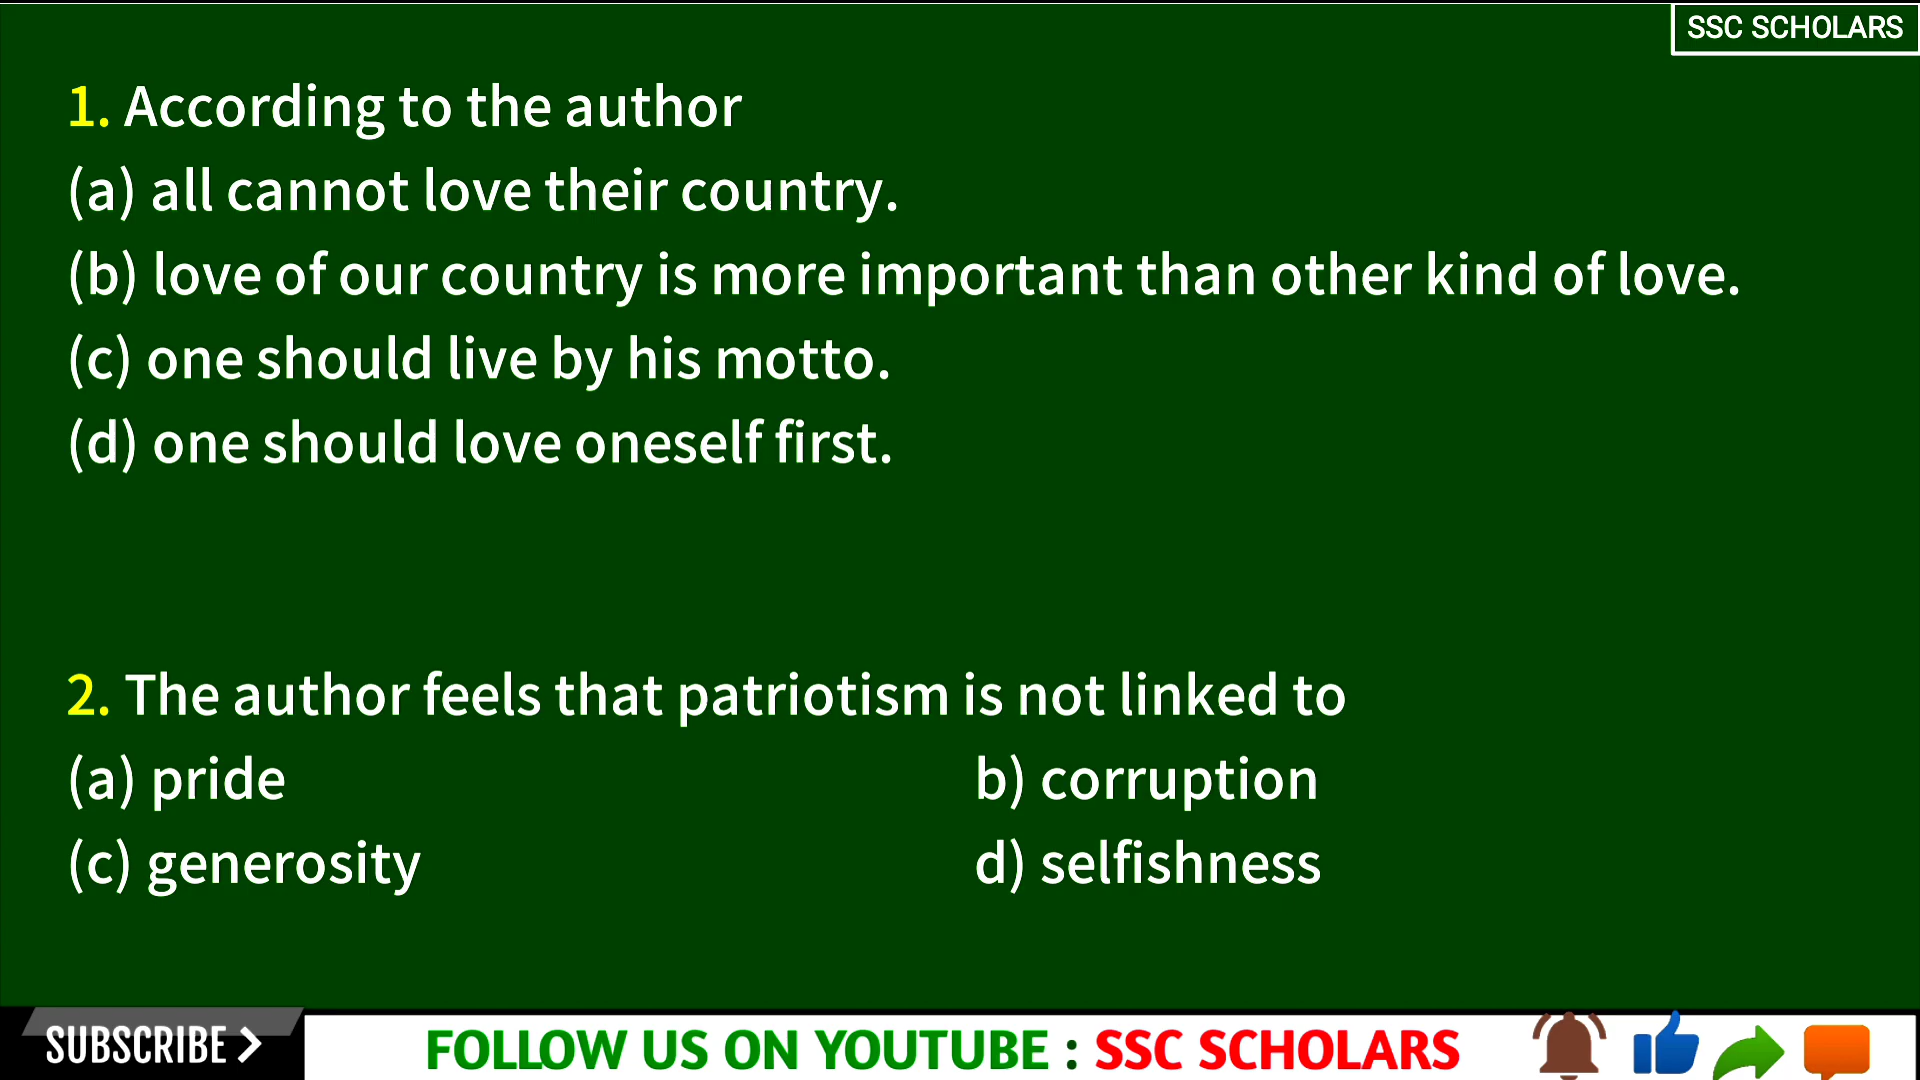 SSC SCHOLARS
1. According to the author
(a) all cannot love their country.
(b) love of our country is more important than other kind of love.
(c) one should live by his motto.
(d) one should love oneself first.
2. The author feels that patriotism is not linked to
(a) pride b) corruption
(c) generosity d) selfishness
SUBSCRIBE FOLLOW US ON YOUTUBE : SSC SCHOLARS